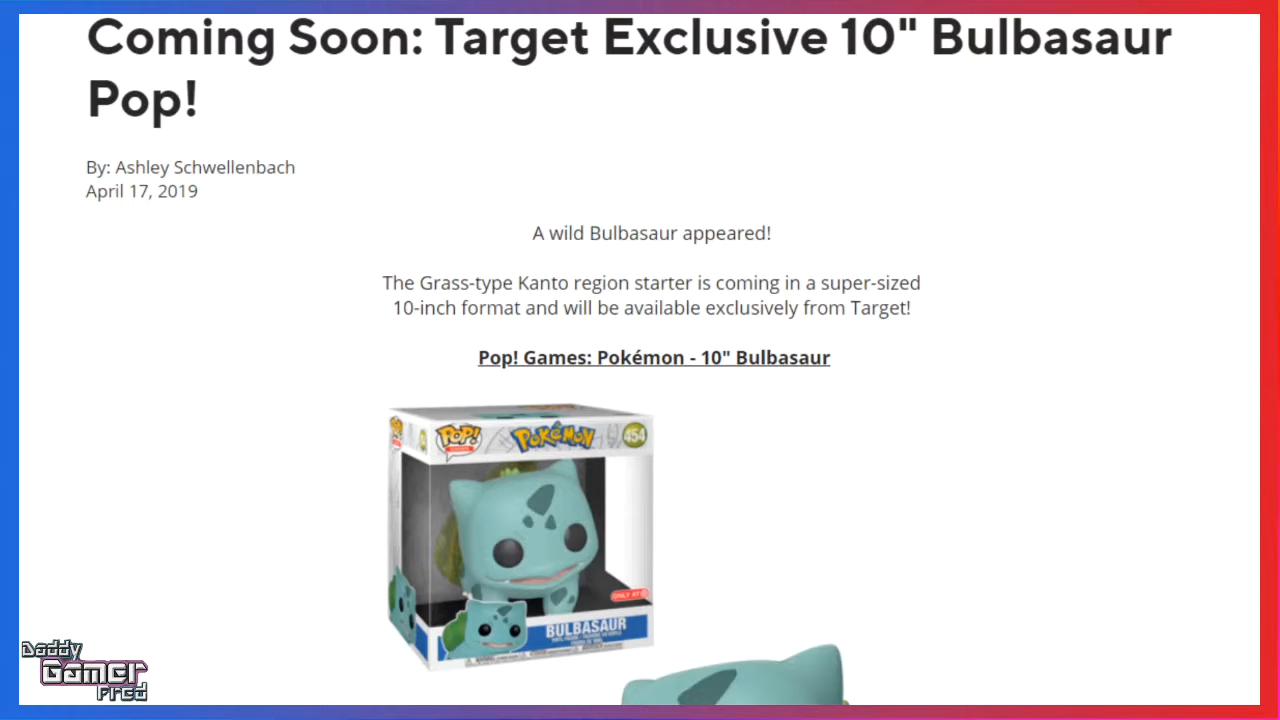 Coming Soon: Target Exclusive 10" Bulbasaur
Pop!
By: Ashley Schwellenbach
April 17, 2019
A wild Bulbasaur appeared!
The Grass-type Kanto region starter is coming in a super-sized
10-inch format and will be available exclusively from Target!
Pop! Games: Pokémon - 10" Bulbasaur
POP!
POKÉMON
454
ONLY AT
BULBASAUR
Daddy
Gamer
Fred